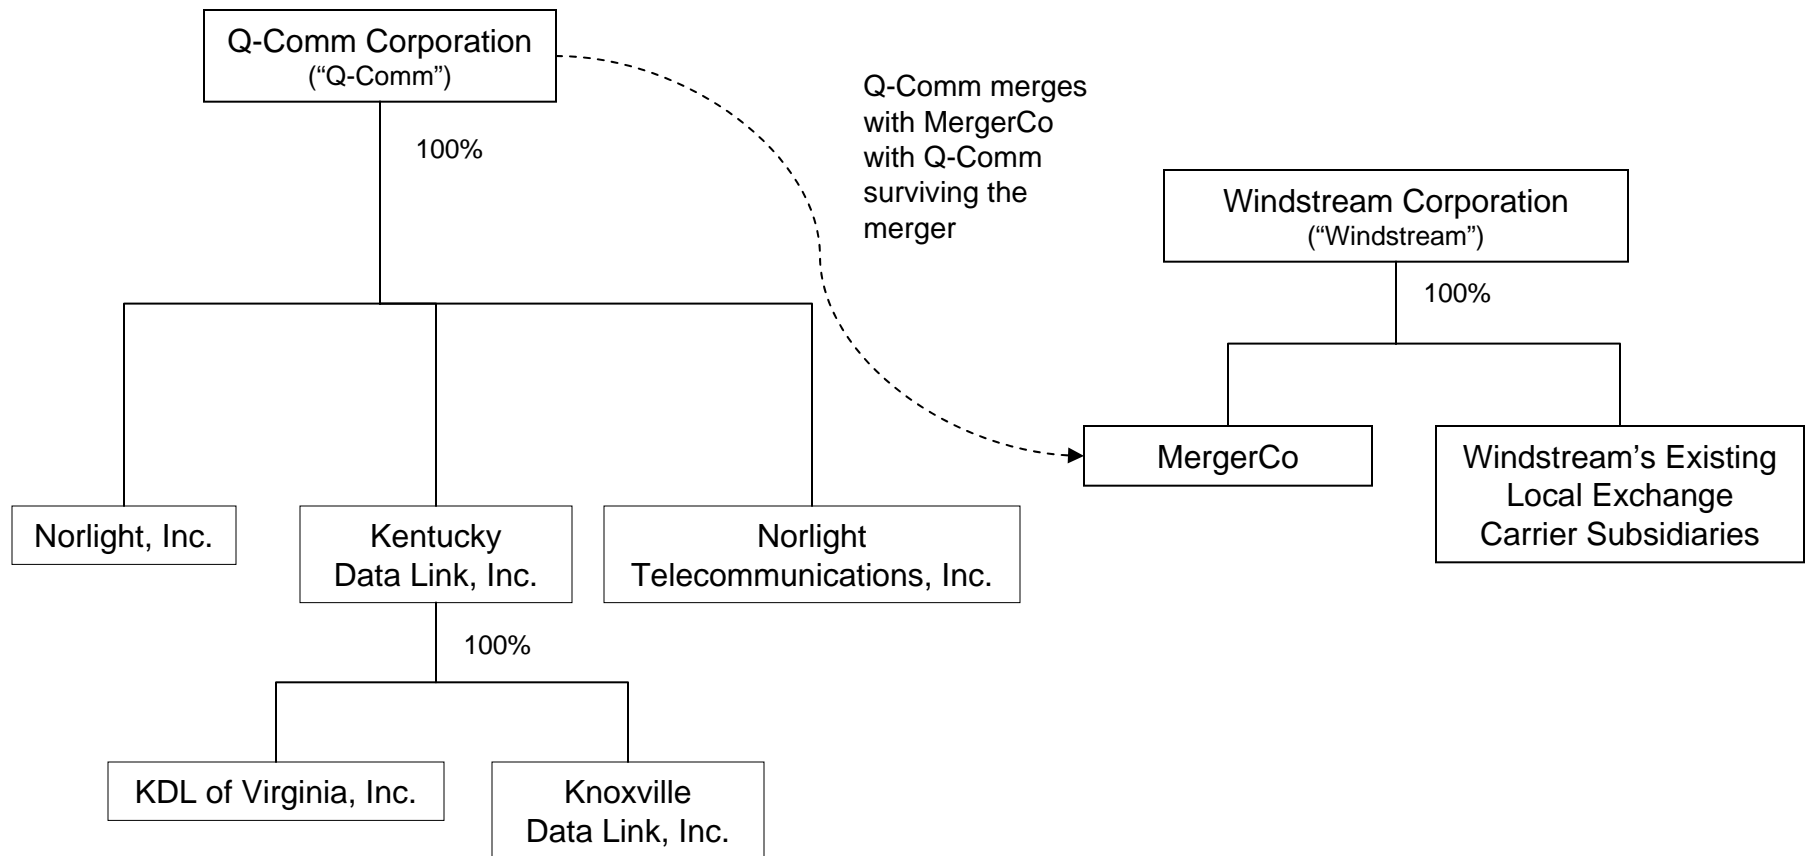 Q-Comm Corporation
(“Q-Comm”)
100%
Q-Comm merges
with MergerCo
with Q-Comm
surviving the
merger
Windstream Corporation
(“Windstream”)
100%
MergerCo
Windstream’s Existing
Local Exchange
Carrier Subsidiaries
Norlight, Inc.
Kentucky
Data Link, Inc.
Norlight
Telecommunications, Inc.
100%
KDL of Virginia, Inc.
Knoxville
Data Link, Inc.